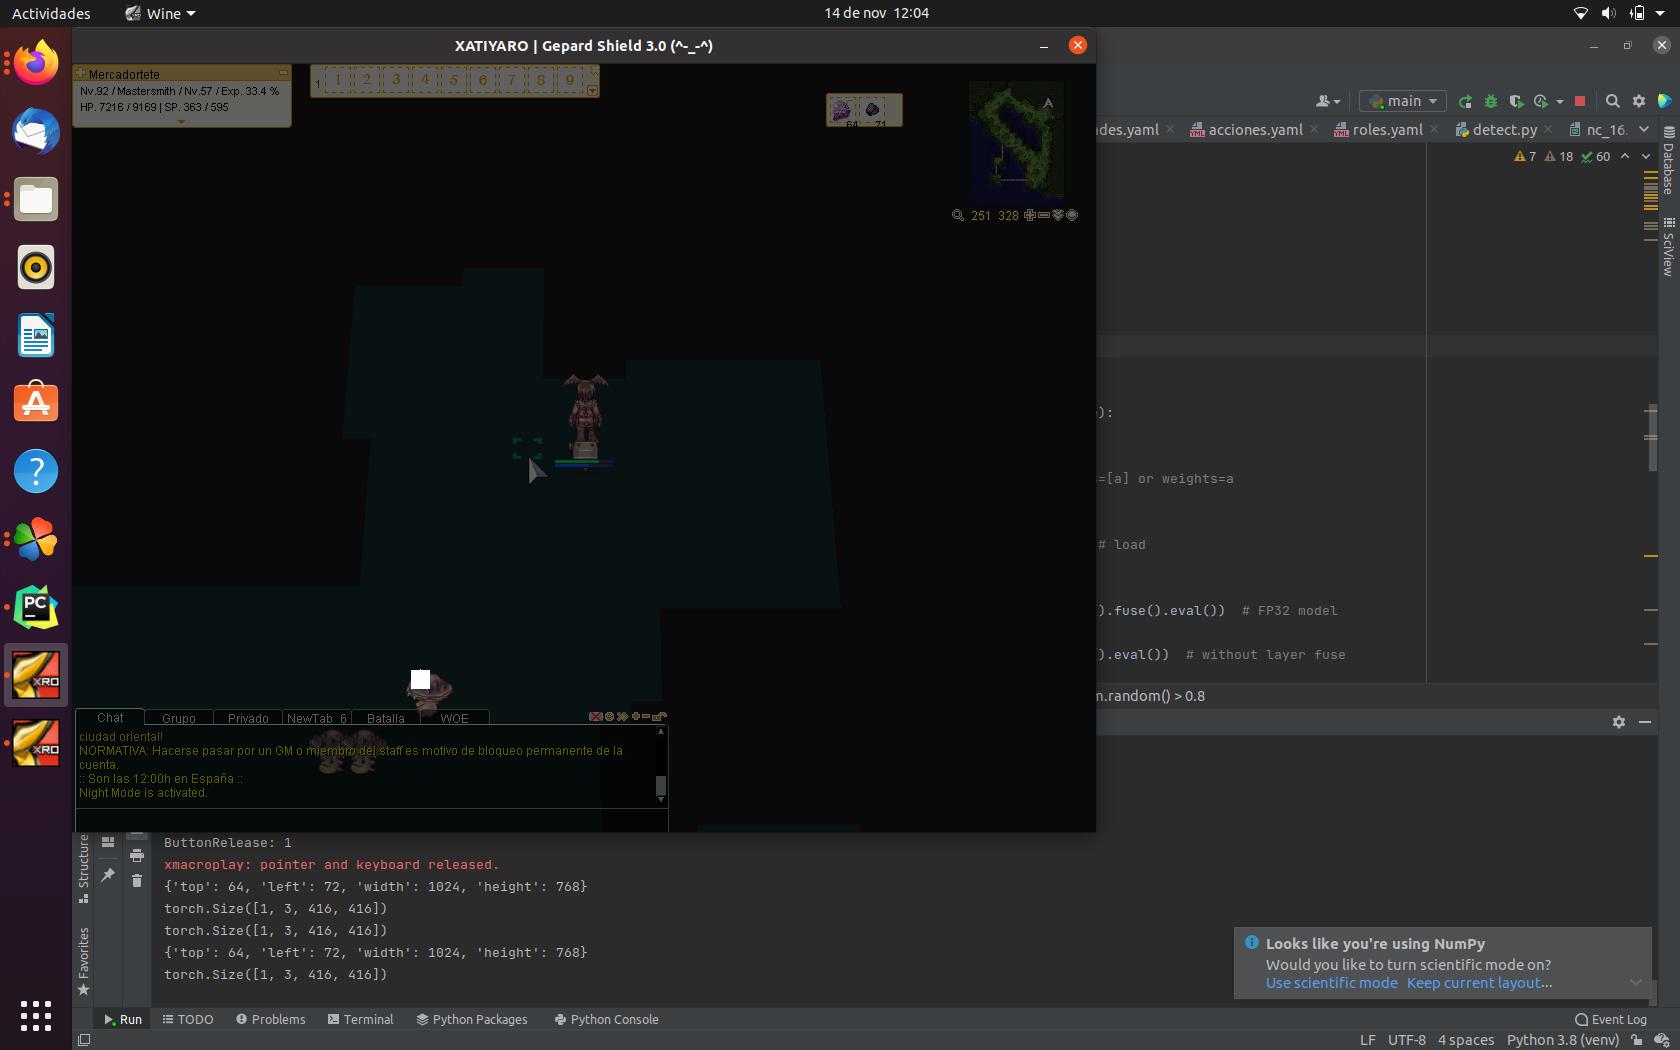 Actividades
Wine
14 de nov 12:04
XATIYARO | Gepard Shield 3.0 (^-_-^)
Mercadortete
Nv.92 / Mastersmith / Nv.57 / Exp. 33.4 %
HP. 7216 / 9169 | SP. 363 / 595
1 1 2 3 4 5 6 7 8 9
64 71
A
251 328
main
ades.yaml
acciones.yaml
roles.yaml
detect.py
nc_16.
7 18 60
Database
SciView
):
=[a] or weights=a
# load
).fuse().eval()) # FP32 model
).eval()) # without layer fuse
m.random() > 0.8
Chat Grupo Privado NewTab_6 Batalla WOE
ciudad oriental!
NORMATIVA: Hacerse pasar por un GM o miembro del staff es motivo de bloqueo permanente de la
cuenta.
:: Son las 12:00h en España ::
Night Mode is activated.
PC
XRO
XRO
Structure
Favorites
ButtonRelease: 1
xmacroplay: pointer and keyboard released.
{'top': 64, 'left': 72, 'width': 1024, 'height': 768}
torch.Size([1, 3, 416, 416])
torch.Size([1, 3, 416, 416])
{'top': 64, 'left': 72, 'width': 1024, 'height': 768}
torch.Size([1, 3, 416, 416])
Looks like you're using NumPy
Would you like to turn scientific mode on?
Use scientific mode Keep current layout...
Run TODO Problems Terminal Python Packages Python Console
Event Log
LF UTF-8 4 spaces Python 3.8 (venv)